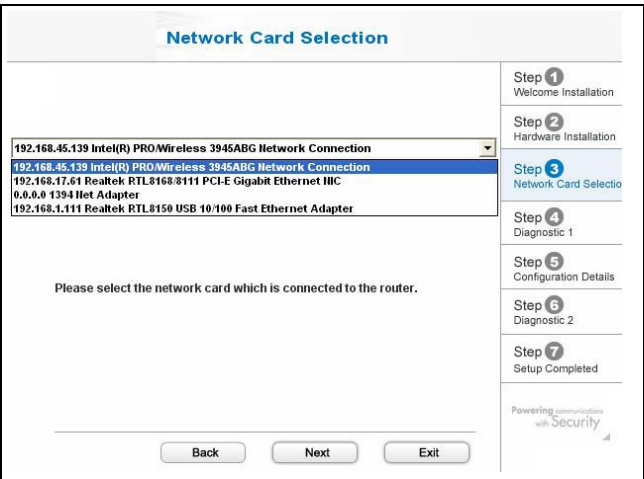 Network Card Selection
192.168.45.139 Intel(R) PRO/Wireless 3945ABG Network Connection
192.168.45.139 Intel(R) PRO/Wireless 3945ABG Network Connection
192.168.17.61 Realtek RTL8168/8111 PCI-E Gigabit Ethernet NIC
0.0.0.0 1394 Net Adapter
192.168.1.111 Realtek RTL8150 USB 10/100 Fast Ethernet Adapter
Please select the network card which is connected to the router.
Back Next Exit
Step 1
Welcome Installation
Step 2
Hardware Installation
Step 3
Network Card Selectio
Step 4
Diagnostic 1
Step 5
Configuration Details
Step 6
Diagnostic 2
Step 7
Setup Completed
Powering communications
with Security